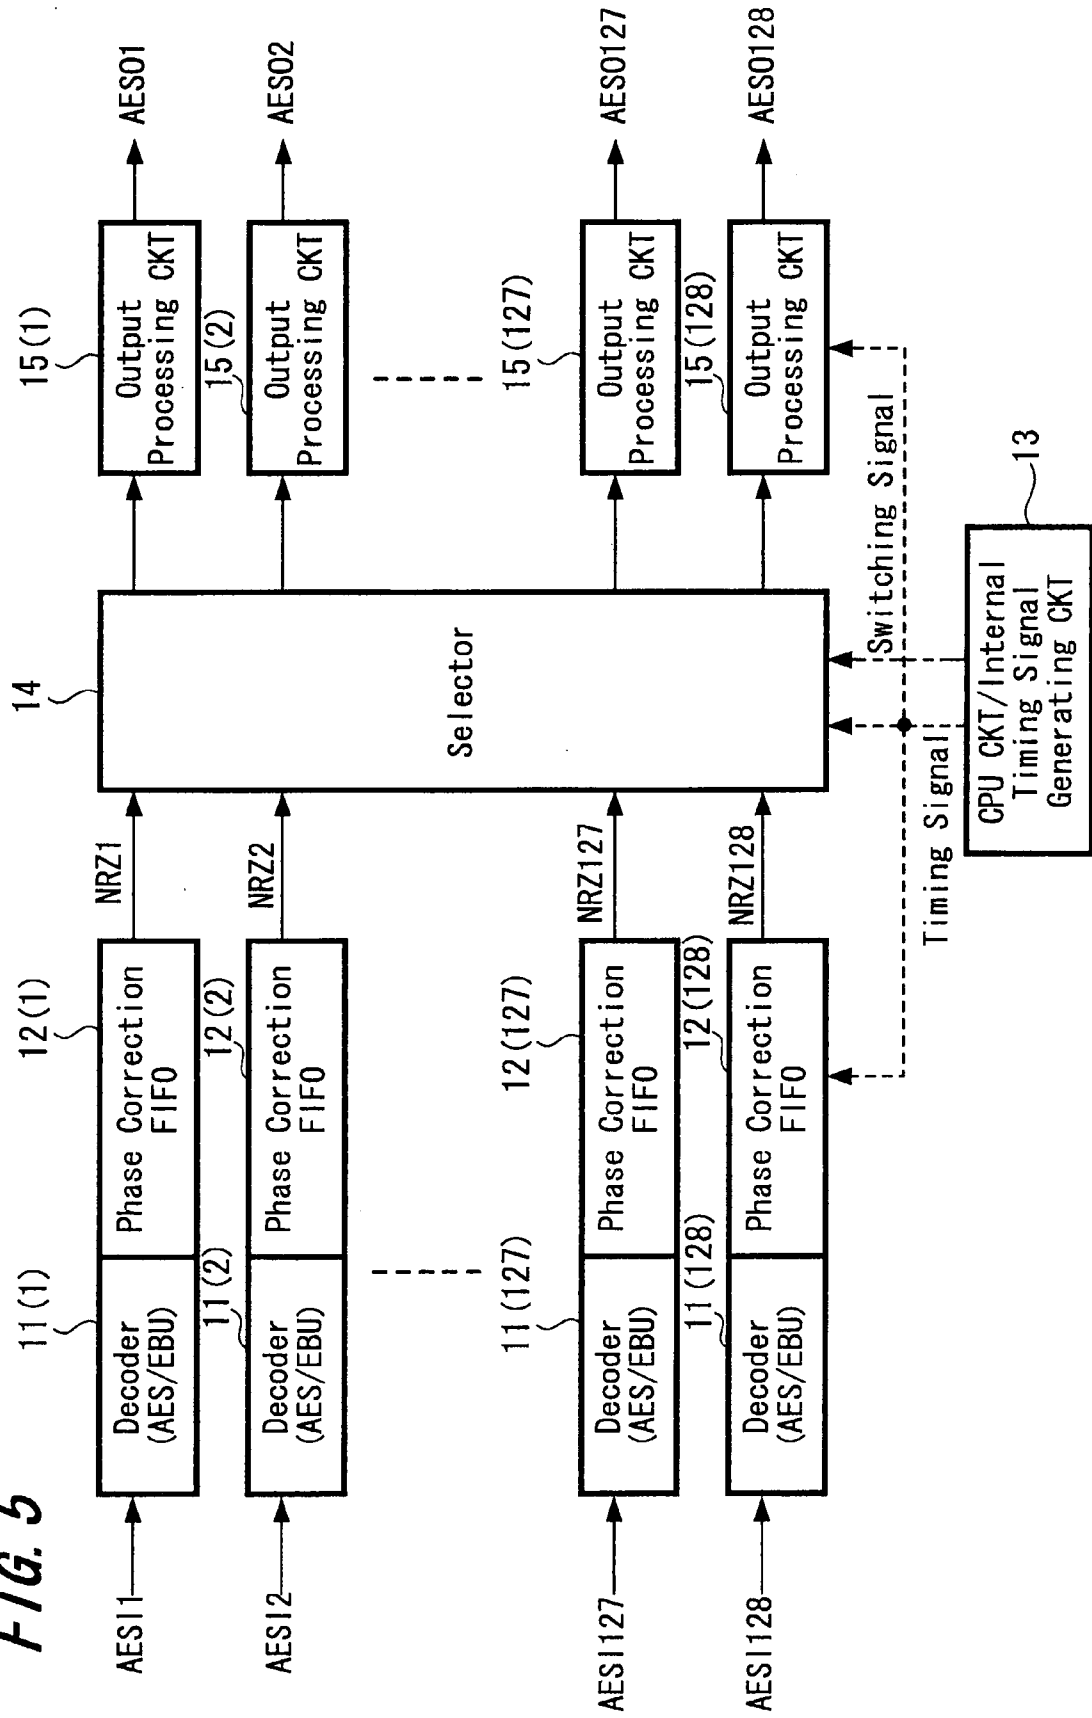 FIG. 5
11(1)
12(1)
14
15(1)
AESI1
Decoder
(AES/EBU)
Phase Correction
FIFO
NRZ1
Output
Processing CKT
AESO1
11(2)
12(2)
15(2)
AESI2
Decoder
(AES/EBU)
Phase Correction
FIFO
NRZ2
Selector
Output
Processing CKT
AESO2
11(127)
12(127)
15(127)
AESI127
Decoder
(AES/EBU)
Phase Correction
FIFO
NRZ127
Output
Processing CKT
AESO127
11(128)
12(128)
15(128)
AESI128
Decoder
(AES/EBU)
Phase Correction
FIFO
NRZ128
Output
Processing CKT
AESO128
Switching Signal
Timing Signal
13
CPU CKT/Internal
Timing Signal
Generating CKT